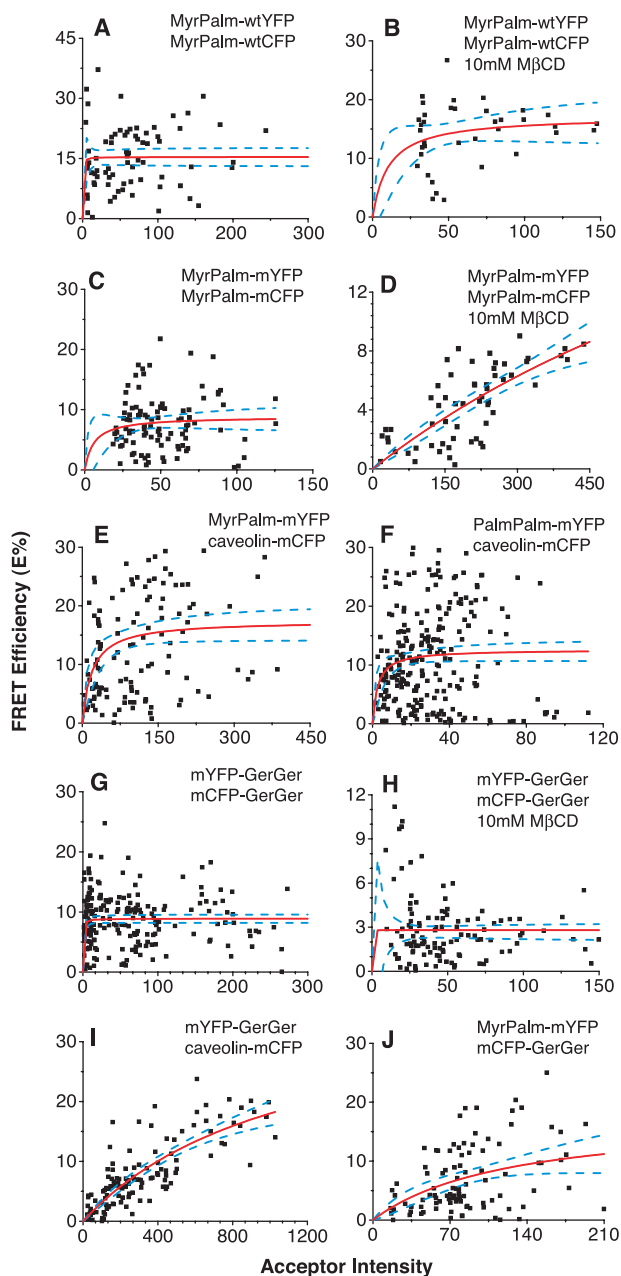 A
MyrPalm-wtYFP
MyrPalm-wtCFP
45
30
15
0
0 100 200 300
B
MyrPalm-wtYFP
MyrPalm-wtCFP
10mM MβCD
30
20
10
0
0 50 100 150
C
MyrPalm-mYFP
MyrPalm-mCFP
30
20
10
0
0 50 100 150
D
MyrPalm-mYFP
MyrPalm-mCFP
10mM MβCD
12
8
4
0
0 150 300 450
E
MyrPalm-mYFP
caveolin-mCFP
30
20
10
0
0 150 300 450
F
PalmPalm-mYFP
caveolin-mCFP
30
20
10
0
0 40 80 120
G
mYFP-GerGer
mCFP-GerGer
30
20
10
0
0 100 200 300
H
mYFP-GerGer
mCFP-GerGer
10mM MβCD
12
9
6
3
0
0 50 100 150
I
mYFP-GerGer
caveolin-mCFP
30
20
10
0
0 400 800 1200
J
MyrPalm-mYFP
mCFP-GerGer
30
20
10
0
0 70 140 210
FRET Efficiency (E%)
Acceptor Intensity